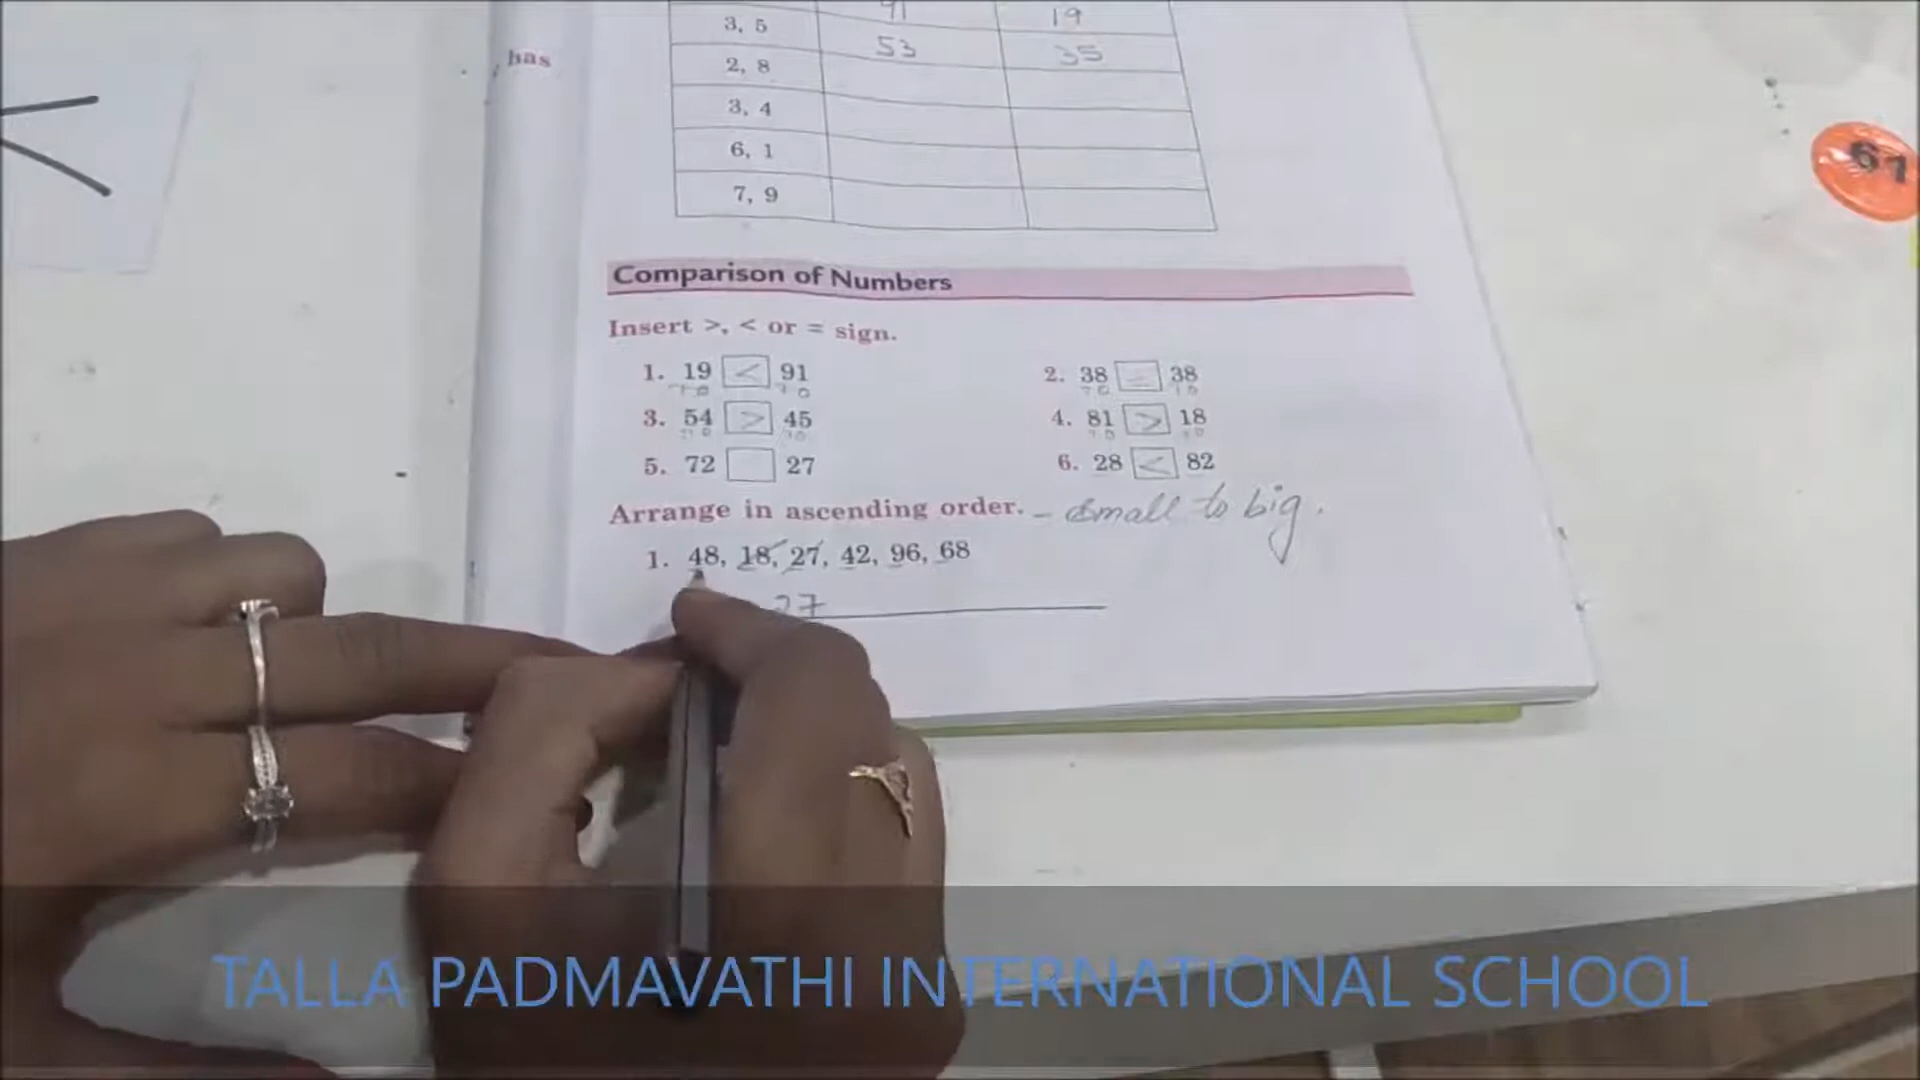 19
3, 5 53 35
2, 8
3, 4
6, 1
7, 9
has
61
Comparison of Numbers
Insert >, < or = sign.
1. 19 < 91 2. 38 = 38
T O T O T O T O
3. 54 > 45 4. 81 > 18
T O T O T O T O
5. 72 27 6. 28 < 82
Arrange in ascending order. - Small to big.
1. 48, 18, 27, 42, 96, 68
27
TALLA PADMAVATHI INTERNATIONAL SCHOOL